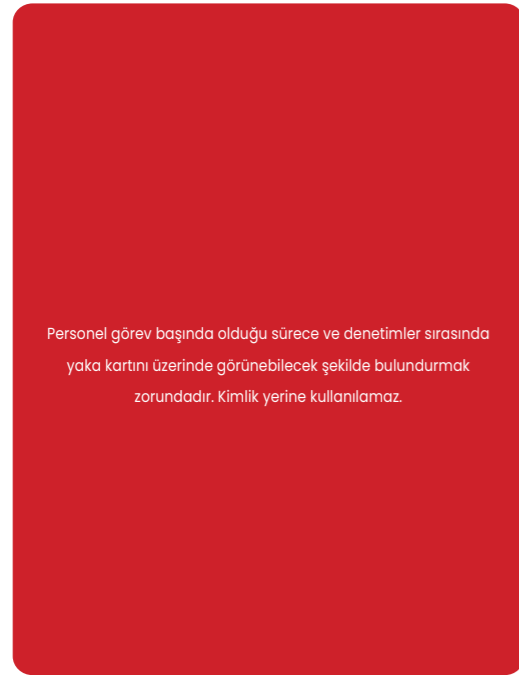 Personel görev başında olduğu sürece ve denetimler sırasında
yaka kartını üzerinde görünebilecek şekilde bulundurmak
zorundadır. Kimlik yerine kullanılamaz.